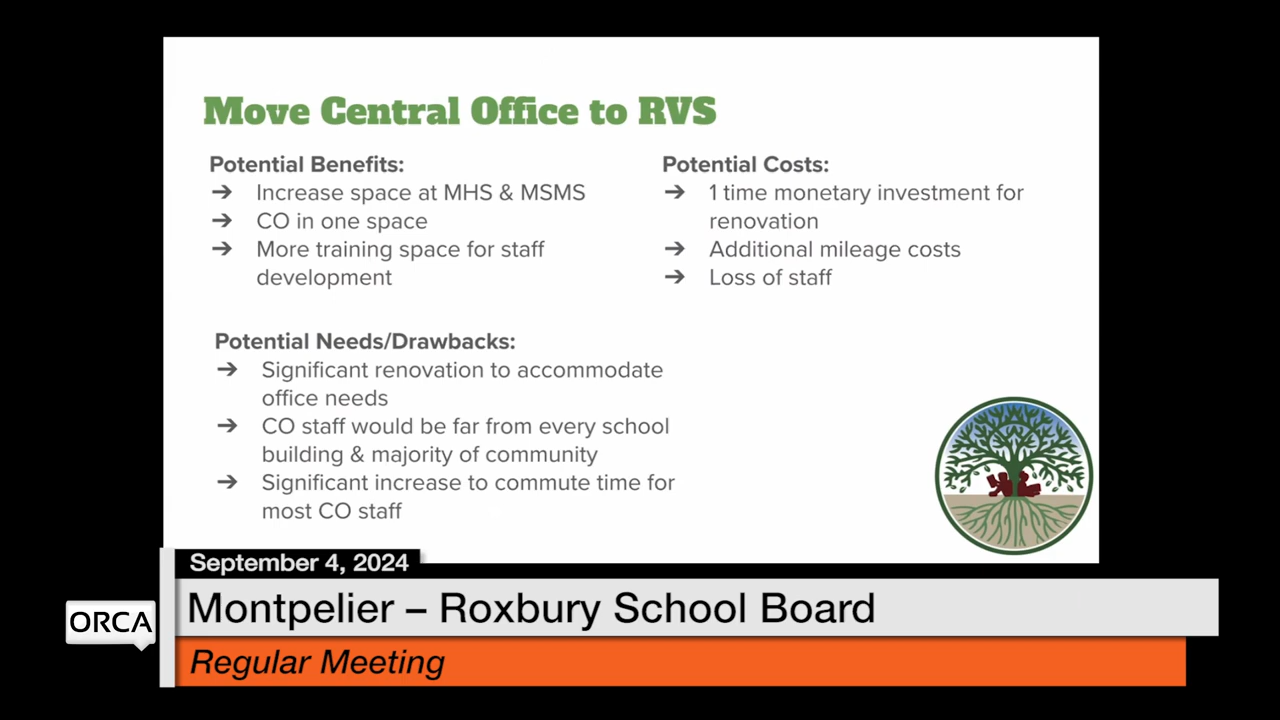 Move Central Office to RVS
Potential Benefits:
➔ Increase space at MHS & MSMS
➔ CO in one space
➔ More training space for staff
development
Potential Costs:
➔ 1 time monetary investment for
renovation
➔ Additional mileage costs
➔ Loss of staff
Potential Needs/Drawbacks:
➔ Significant renovation to accommodate
office needs
➔ CO staff would be far from every school
building & majority of community
➔ Significant increase to commute time for
most CO staff
September 4, 2024
ORCA
Montpelier – Roxbury School Board
Regular Meeting